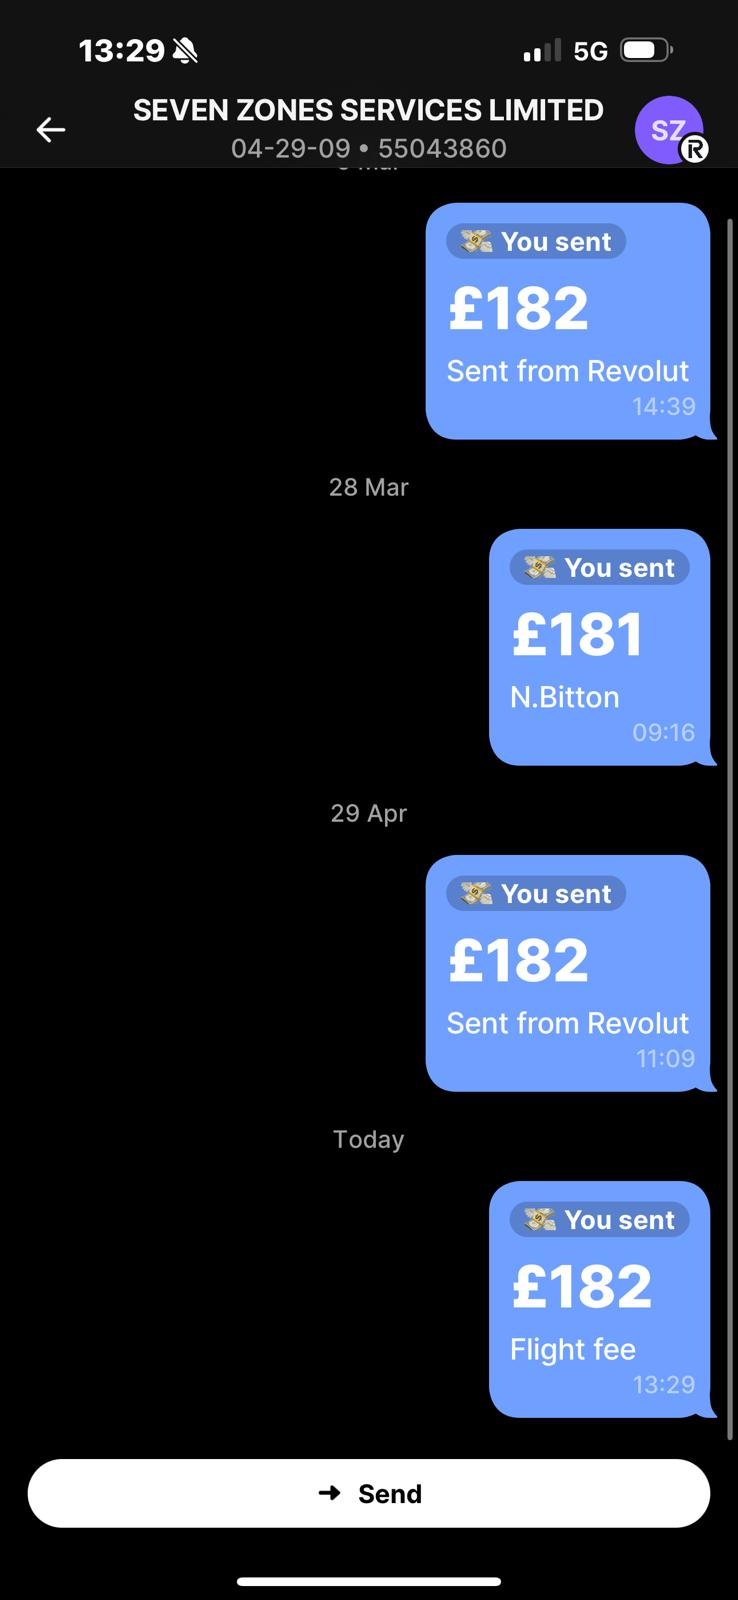 13:29
5G
SEVEN ZONES SERVICES LIMITED
04-29-09 • 55043860
SZ
R
You sent
£182
Sent from Revolut
14:39
28 Mar
You sent
£181
N.Bitton
09:16
29 Apr
You sent
£182
Sent from Revolut
11:09
Today
You sent
£182
Flight fee
13:29
Send